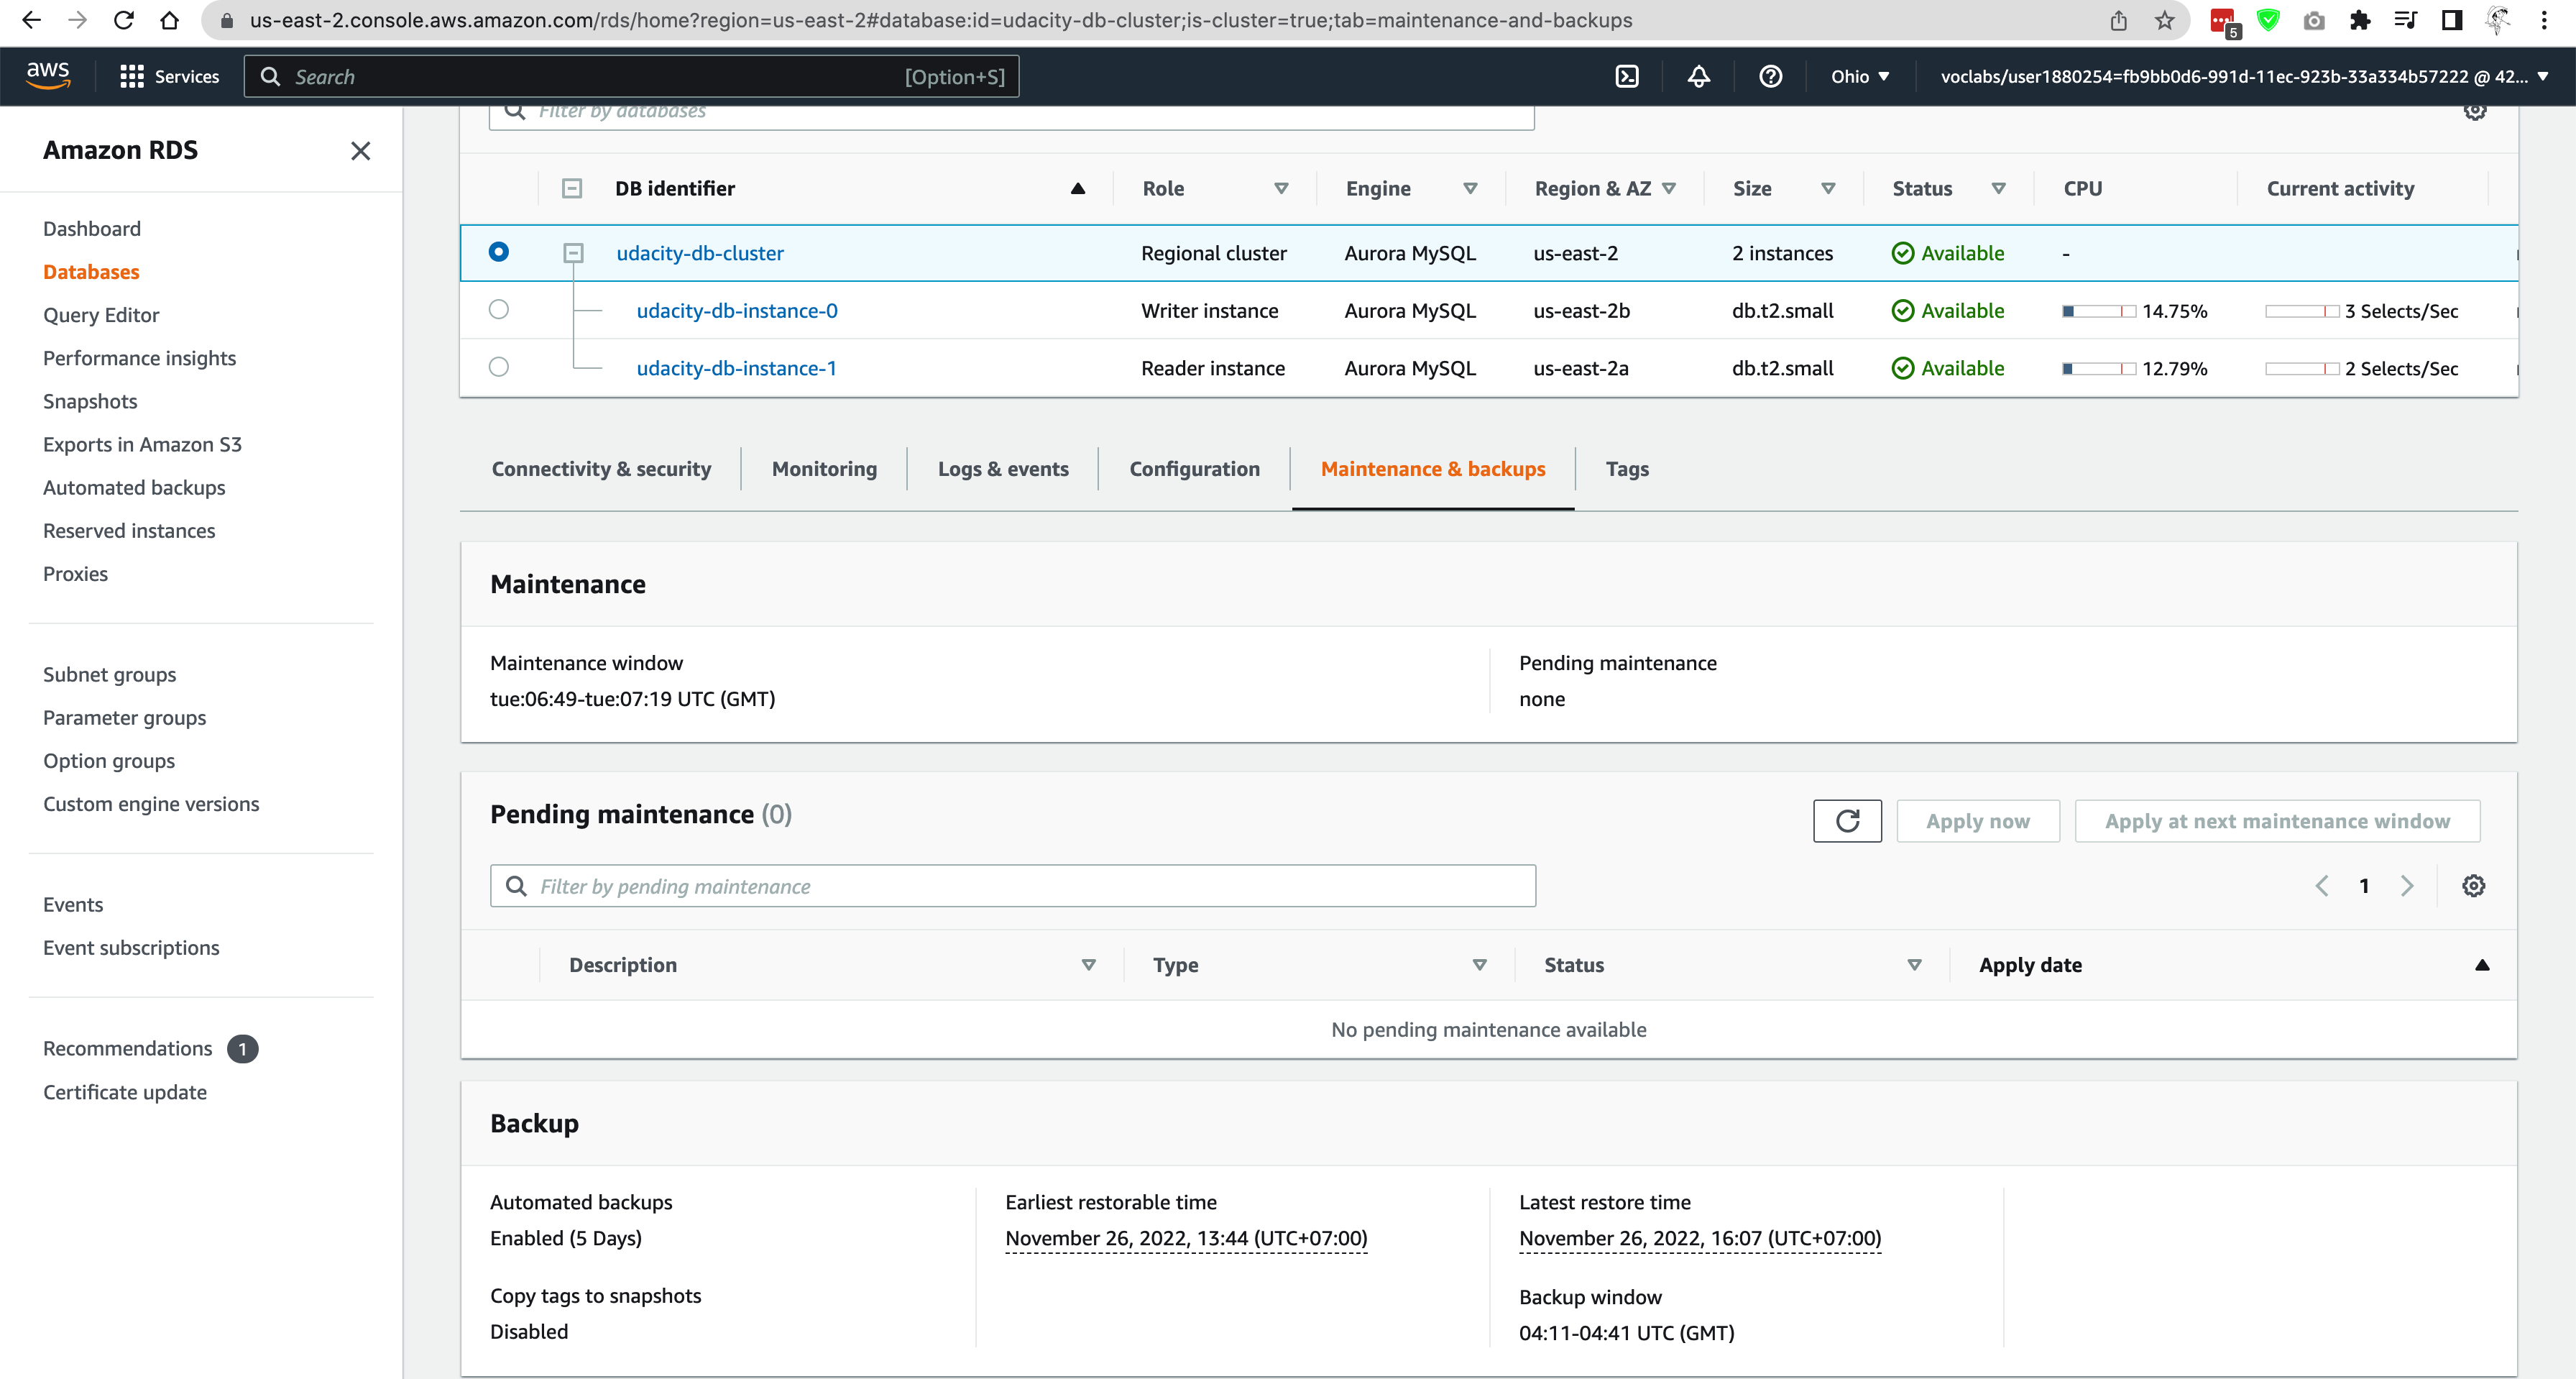 us-east-2.console.aws.amazon.com/rds/home?region=us-east-2#database:id=udacity-db-cluster;is-cluster=true;tab=maintenance-and-backups
5
aws
Services
Search
[Option+S]
Ohio
voclabs/user1880254=fb9bb0d6-991d-11ec-923b-33a334b57222 @ 42...
Amazon RDS
Dashboard
Databases
Query Editor
Performance insights
Snapshots
Exports in Amazon S3
Automated backups
Reserved instances
Proxies
Subnet groups
Parameter groups
Option groups
Custom engine versions
Events
Event subscriptions
Recommendations 1
Certificate update
Filter by databases
DB identifier Role Engine Region & AZ Size Status CPU Current activity
udacity-db-cluster Regional cluster Aurora MySQL us-east-2 2 instances Available -
udacity-db-instance-0 Writer instance Aurora MySQL us-east-2b db.t2.small Available 14.75% 3 Selects/Sec
udacity-db-instance-1 Reader instance Aurora MySQL us-east-2a db.t2.small Available 12.79% 2 Selects/Sec
Connectivity & security Monitoring Logs & events Configuration Maintenance & backups Tags
Maintenance
Maintenance window
tue:06:49-tue:07:19 UTC (GMT)
Pending maintenance
none
Pending maintenance (0)
Apply now
Apply at next maintenance window
Filter by pending maintenance
1
Description Type Status Apply date
No pending maintenance available
Backup
Automated backups
Enabled (5 Days)
Copy tags to snapshots
Disabled
Earliest restorable time
November 26, 2022, 13:44 (UTC+07:00)
Latest restore time
November 26, 2022, 16:07 (UTC+07:00)
Backup window
04:11-04:41 UTC (GMT)